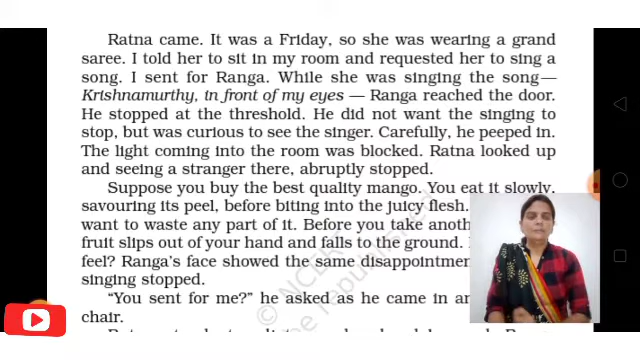 Ratna came. It was a Friday, so she was wearing a grand
saree. I told her to sit in my room and requested her to sing a
song. I sent for Ranga. While she was singing the song—
Krishnamurthy, in front of my eyes — Ranga reached the door.
He stopped at the threshold. He did not want the singing to
stop, but was curious to see the singer. Carefully, he peeped in.
The light coming into the room was blocked. Ratna looked up
and seeing a stranger there, abruptly stopped.
Suppose you buy the best quality mango. You eat it slowly,
savouring its peel, before biting into the juicy flesh.
want to waste any part of it. Before you take anoth
fruit slips out of your hand and falls to the ground.
feel? Ranga's face showed the same disappointmen
singing stopped.
"You sent for me?" he asked as he came in an
chair.
© NCERT
be republished